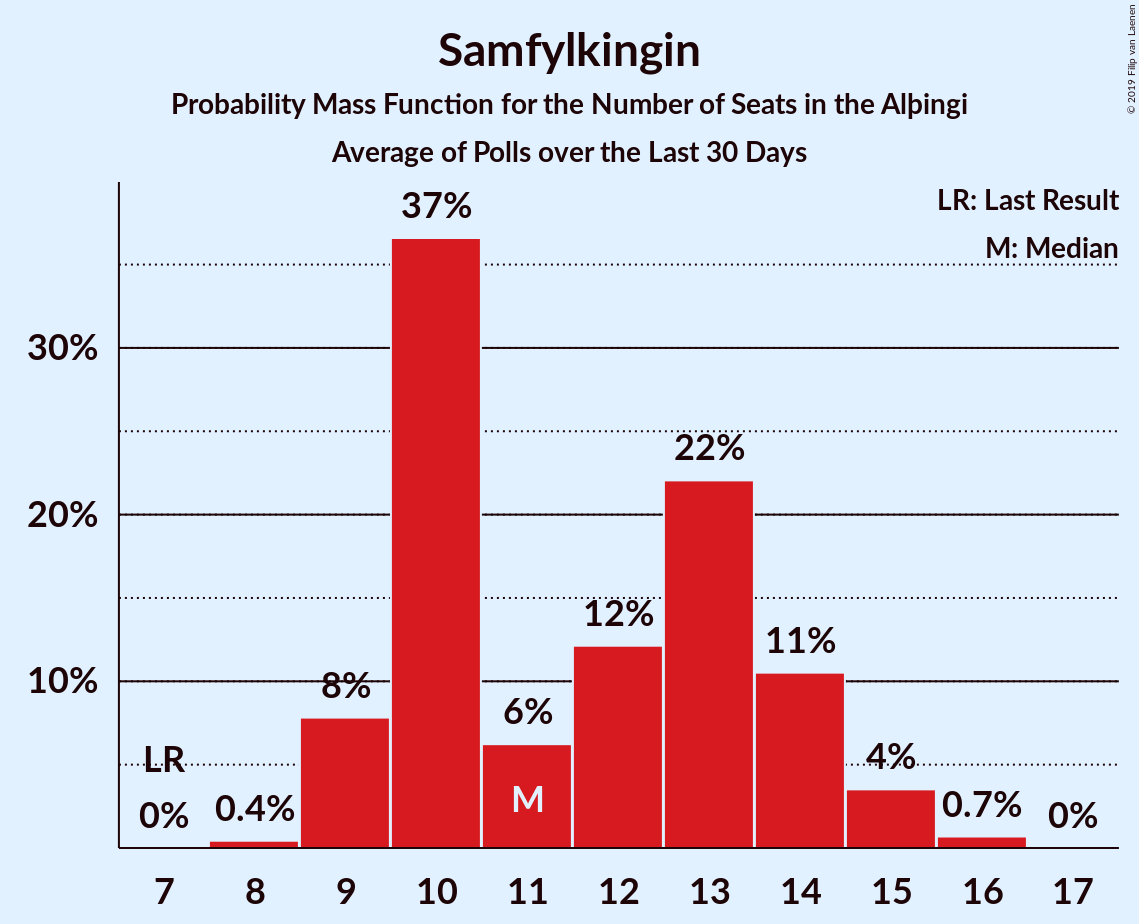 Samfylkingin
Probability Mass Function for the Number of Seats in the Alþingi
Average of Polls over the Last 30 Days
© 2019 Filip van Laenen
LR: Last Result
M: Median
37%
30%
22%
20%
12%
11%
10%
8%
6%
LR
4%
M
0%
0.4%
0.7%
0%
7 8 9 10 11 12 13 14 15 16 17